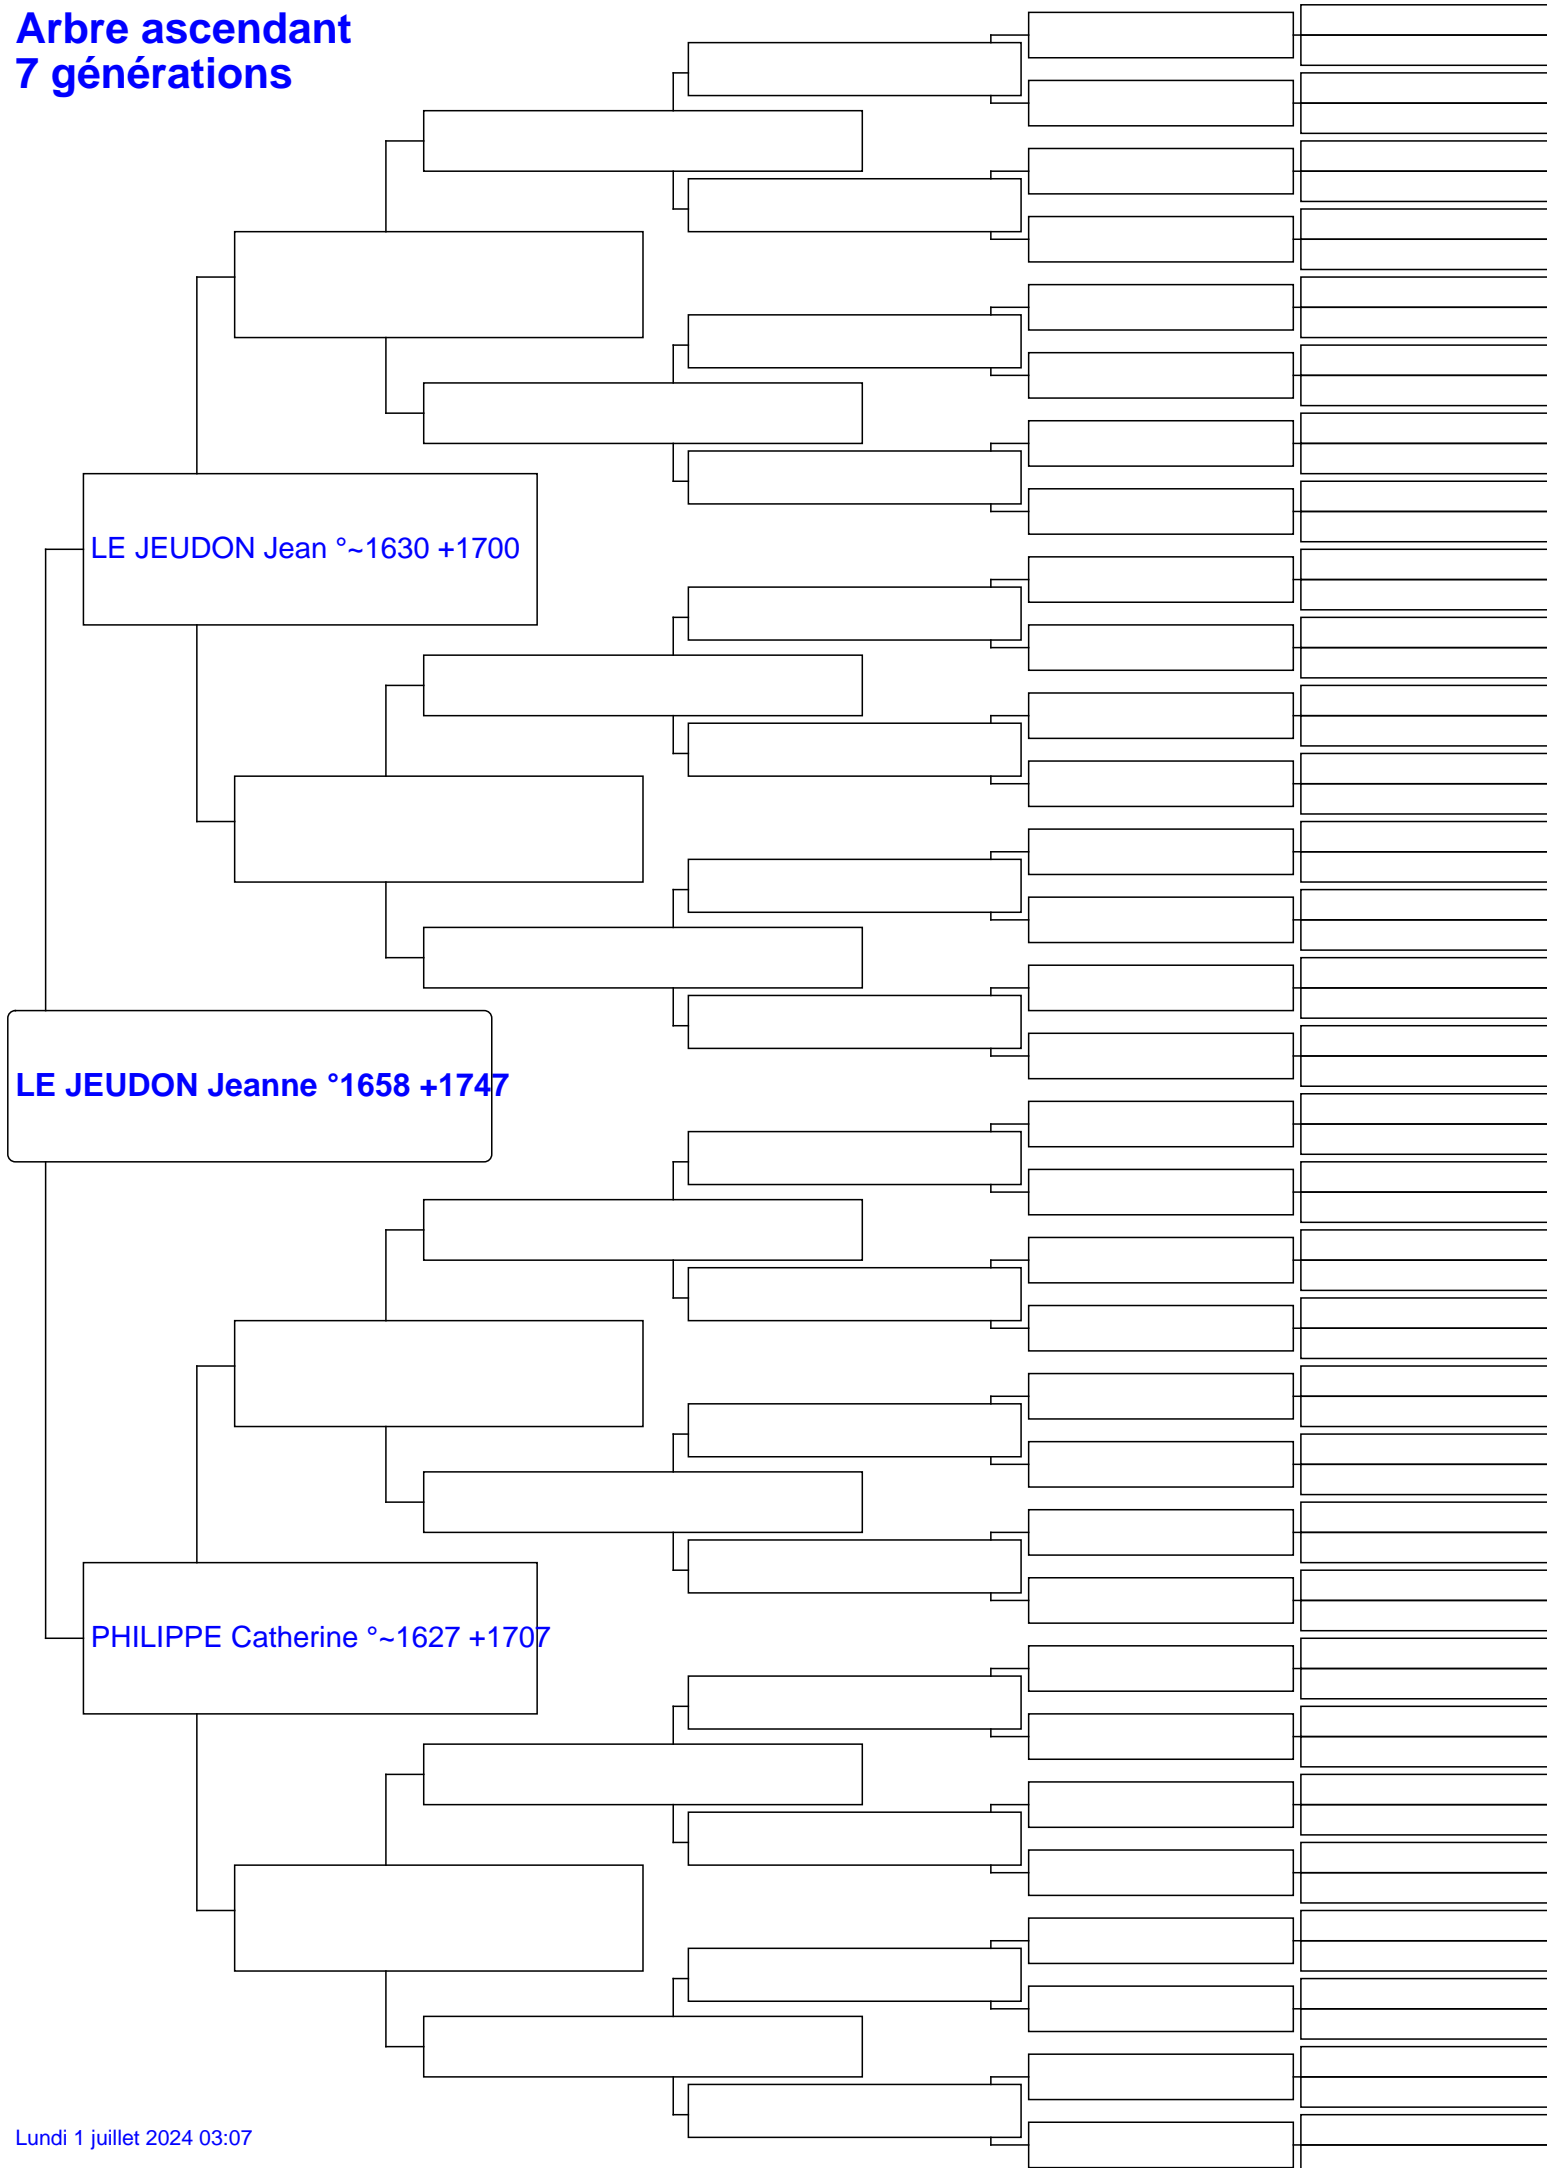 Arbre ascendant
7 générations
LE JEUDON Jean °~1630 +1700
LE JEUDON Jeanne °1658 +1747
PHILIPPE Catherine °~1627 +1707
Lundi 1 juillet 2024 03:07